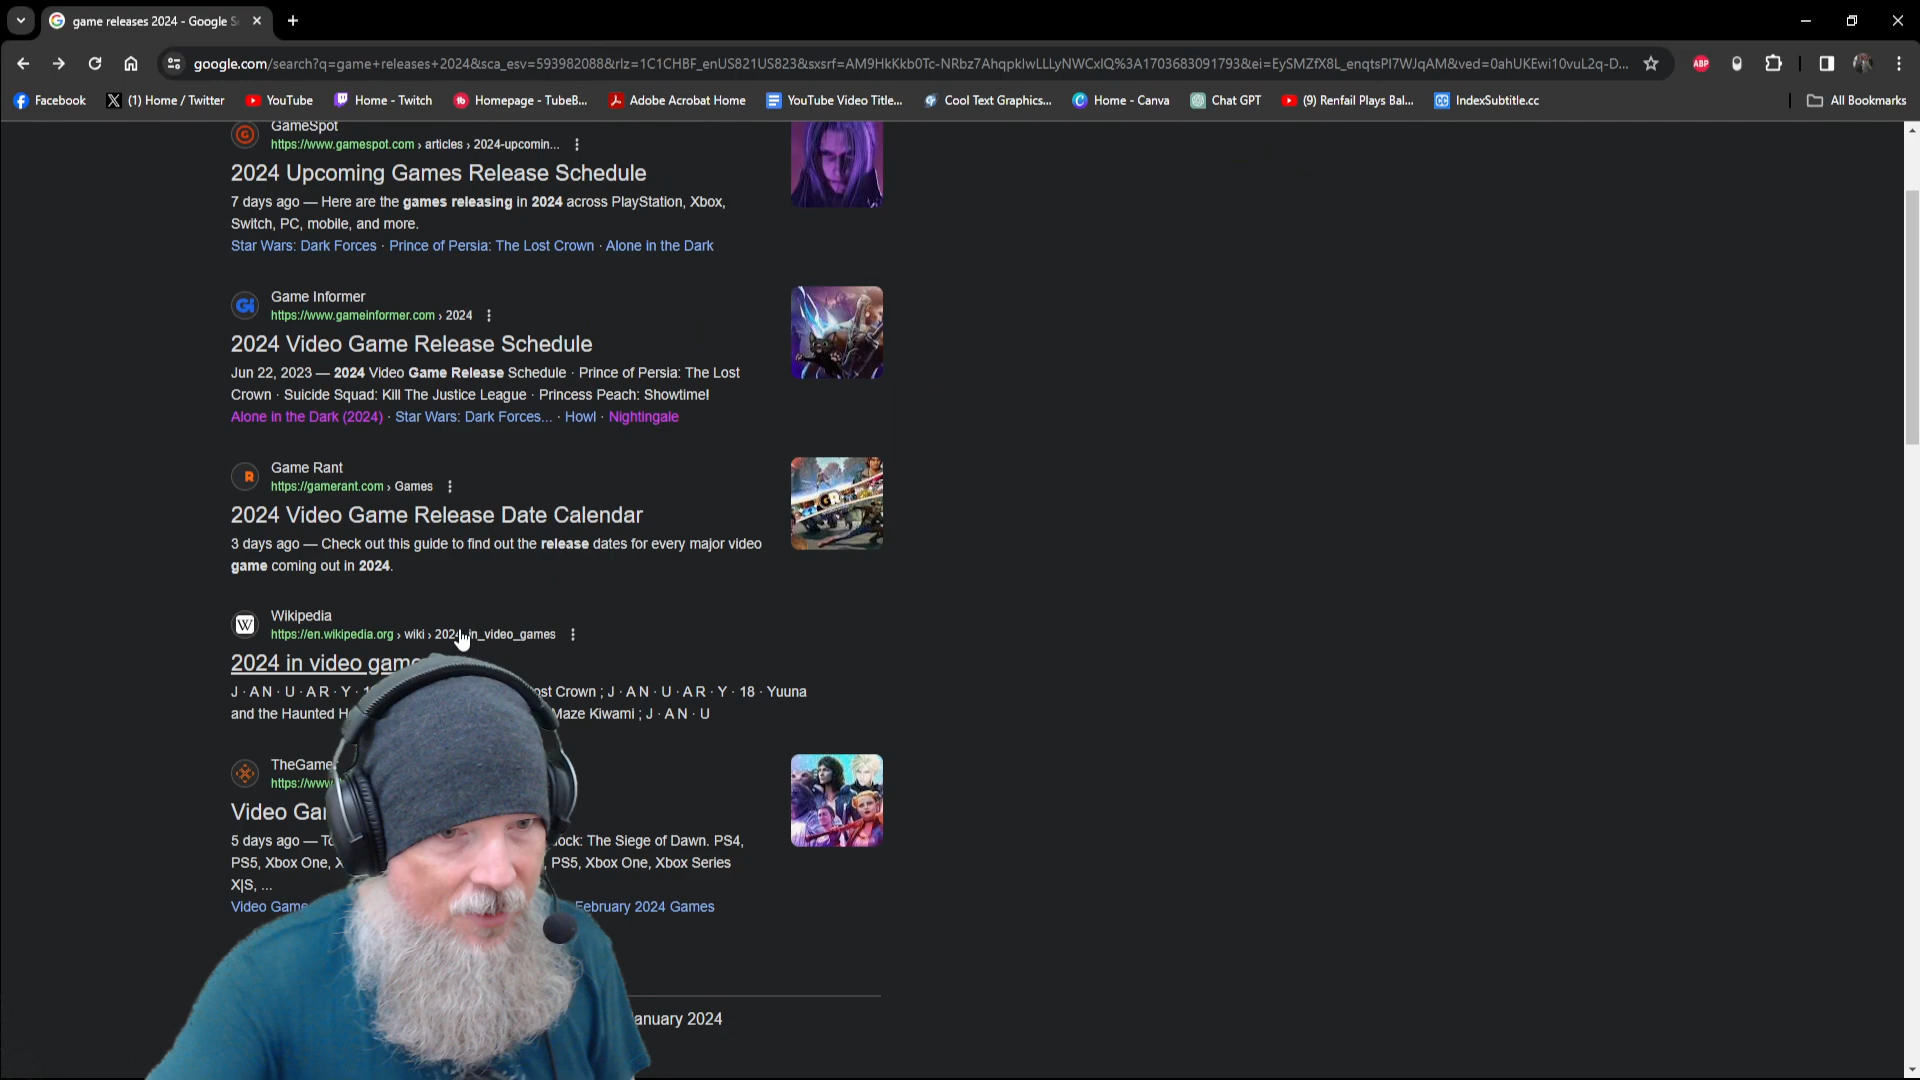 game releases 2024 - Google S
google.com/search?q=game+releases+2024&sca_esv=593982088&rlz=1C1CHBF_enUS821US823&sxsrf=AM9HkKkb0Tc-NRbz7AhqpkIwLLLyNWCxIQ%3A1703683091793&ei=EySMZfX8L_enqtsPI7WJqAM&ved=0ahUKEwi10vuL2q-D...
ABP
Facebook (1) Home / Twitter YouTube Home - Twitch Homepage - TubeB... Adobe Acrobat Home YouTube Video Title... Cool Text Graphics... Home - Canva Chat GPT (9) Renfail Plays Bal... IndexSubtitle.cc All Bookmarks
GameSpot
https://www.gamespot.com › articles › 2024-upcomin...
2024 Upcoming Games Release Schedule
7 days ago — Here are the games releasing in 2024 across PlayStation, Xbox,
Switch, PC, mobile, and more.
Star Wars: Dark Forces · Prince of Persia: The Lost Crown · Alone in the Dark
Game Informer
https://www.gameinformer.com › 2024
2024 Video Game Release Schedule
Jun 22, 2023 — 2024 Video Game Release Schedule · Prince of Persia: The Lost
Crown · Suicide Squad: Kill The Justice League · Princess Peach: Showtime!
Alone in the Dark (2024) · Star Wars: Dark Forces... · Howl · Nightingale
Game Rant
https://gamerant.com › Games
2024 Video Game Release Date Calendar
3 days ago — Check out this guide to find out the release dates for every major video
game coming out in 2024.
Wikipedia
https://en.wikipedia.org › wiki › 2024_in_video_games
2024 in video game
J · A N · U · A R · Y · 1 ost Crown ; J · A N · U · A R · Y · 18 · Yuuna
and the Haunted H Maze Kiwami ; J · A N · U
TheGame
https://www
Video Ga
5 days ago — To ock: The Siege of Dawn. PS4,
PS5, Xbox One, X PS5, Xbox One, Xbox Series
X|S, ...
Video Game February 2024 Games
anuary 2024